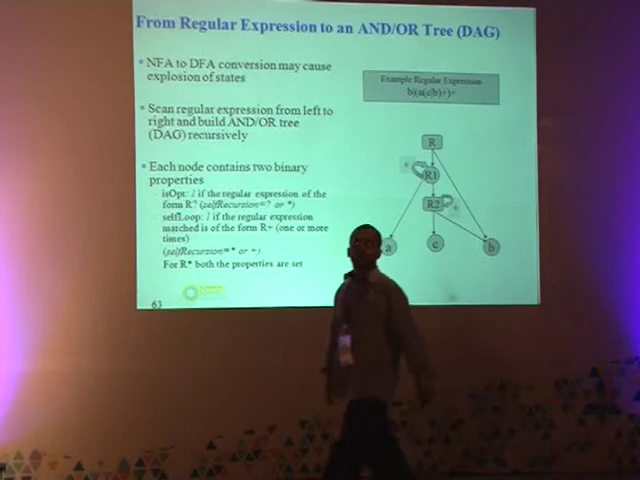 From Regular Expression to an AND/OR Tree (DAG)
NFA to DFA conversion may cause
explosion of states
Scan regular expression from left to
right and build AND/OR tree
(DAG) recursively
Each node contains two binary
properties
isOpt: 1 if the regular expression of the
form R? (selfRecursion=? or *)
selfLoop: 1 if the regular expression
matched is of the form R+ (one or more
times)
(selfRecursion=* or +)
For R* both the properties are set
63
Example Regular Expression
b|(a(c|b)+)+
R
+
R1
R2
+
a
c
b